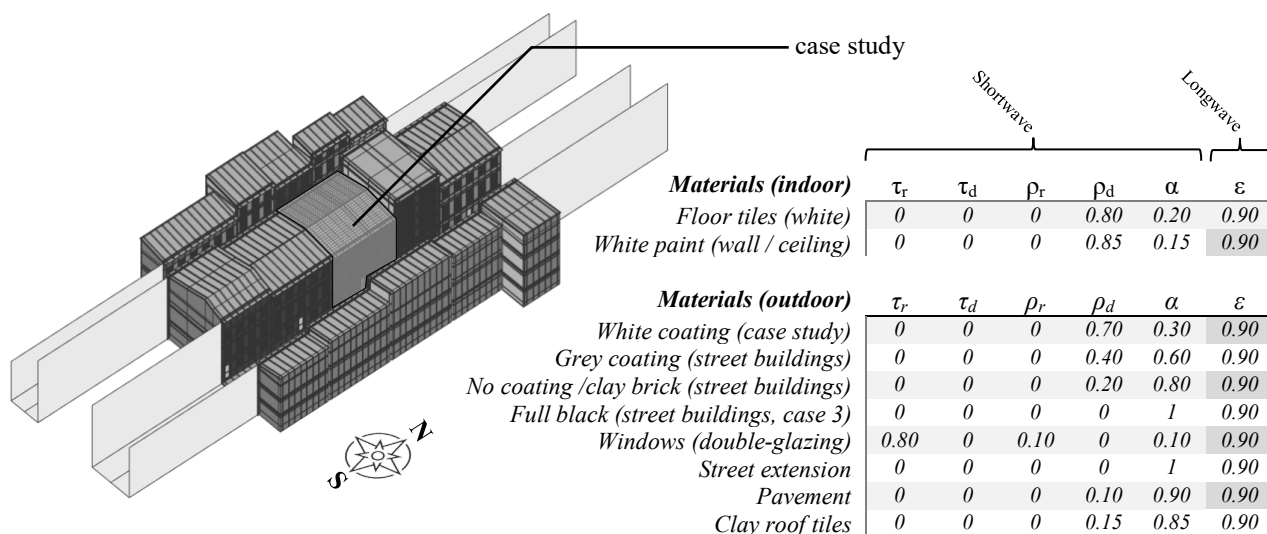 case study
Shortwave
Longwave
Materials (indoor) τr τd ρr ρd α ε
Floor tiles (white) 0 0 0 0.80 0.20 0.90
White paint (wall / ceiling) 0 0 0 0.85 0.15 0.90
Materials (outdoor) τr τd ρr ρd α ε
White coating (case study) 0 0 0 0.70 0.30 0.90
Grey coating (street buildings) 0 0 0 0.40 0.60 0.90
No coating /clay brick (street buildings) 0 0 0 0.20 0.80 0.90
Full black (street buildings, case 3) 0 0 0 0 1 0.90
Windows (double-glazing) 0.80 0 0.10 0 0.10 0.90
Street extension 0 0 0 0 1 0.90
Pavement 0 0 0 0.10 0.90 0.90
Clay roof tiles 0 0 0 0.15 0.85 0.90
N
S